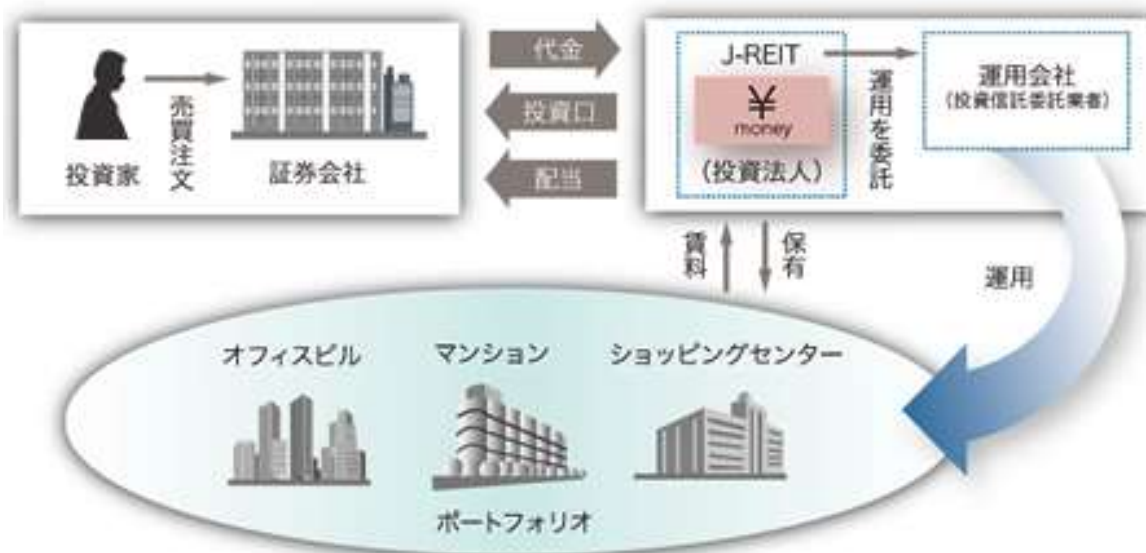 投資家
売買注文
証券会社
代金
投資口
配当
J-REIT
¥
money
(投資法人)
運用を委託
運用会社
(投資信託委託業者)
賃料
保有
運用
オフィスビル
マンション
ショッピングセンター
ポートフォリオ